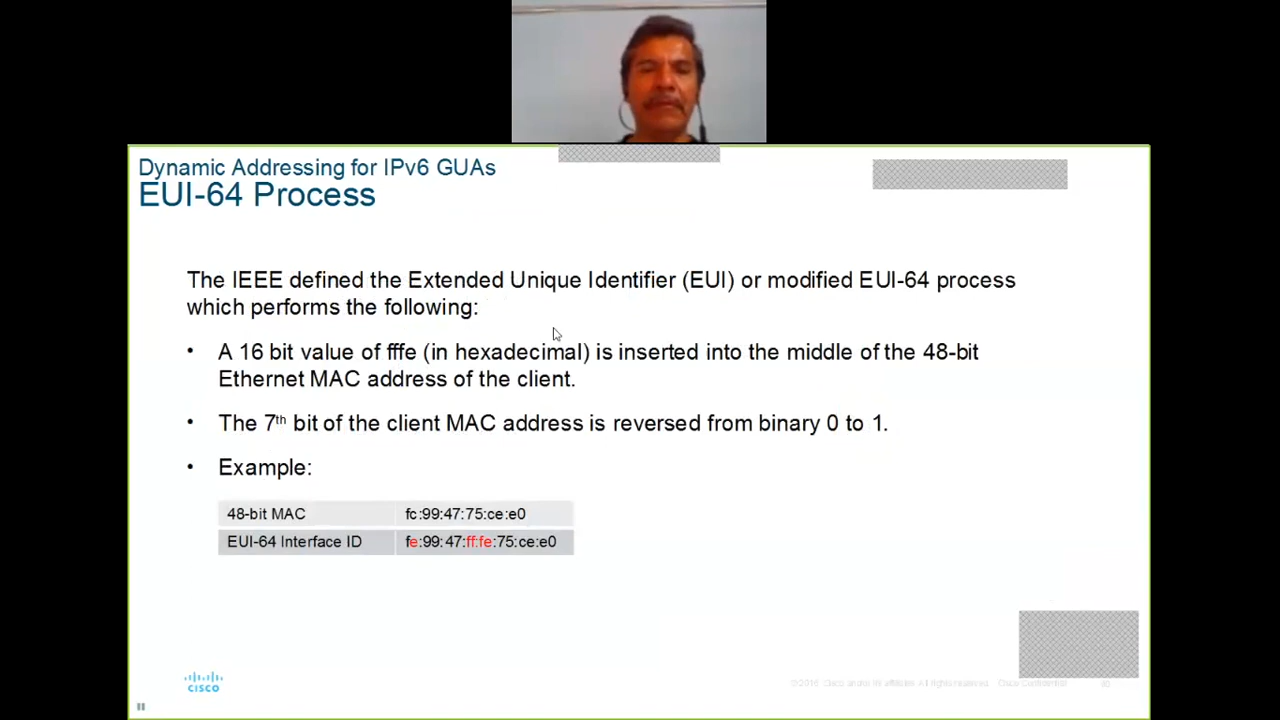 Dynamic Addressing for IPv6 GUAs
EUI-64 Process
The IEEE defined the Extended Unique Identifier (EUI) or modified EUI-64 process
which performs the following:
• A 16 bit value of fffe (in hexadecimal) is inserted into the middle of the 48-bit
Ethernet MAC address of the client.
• The 7th bit of the client MAC address is reversed from binary 0 to 1.
• Example:
48-bit MAC fc:99:47:75:ce:e0
EUI-64 Interface ID fe:99:47:ff:fe:75:ce:e0
CISCO